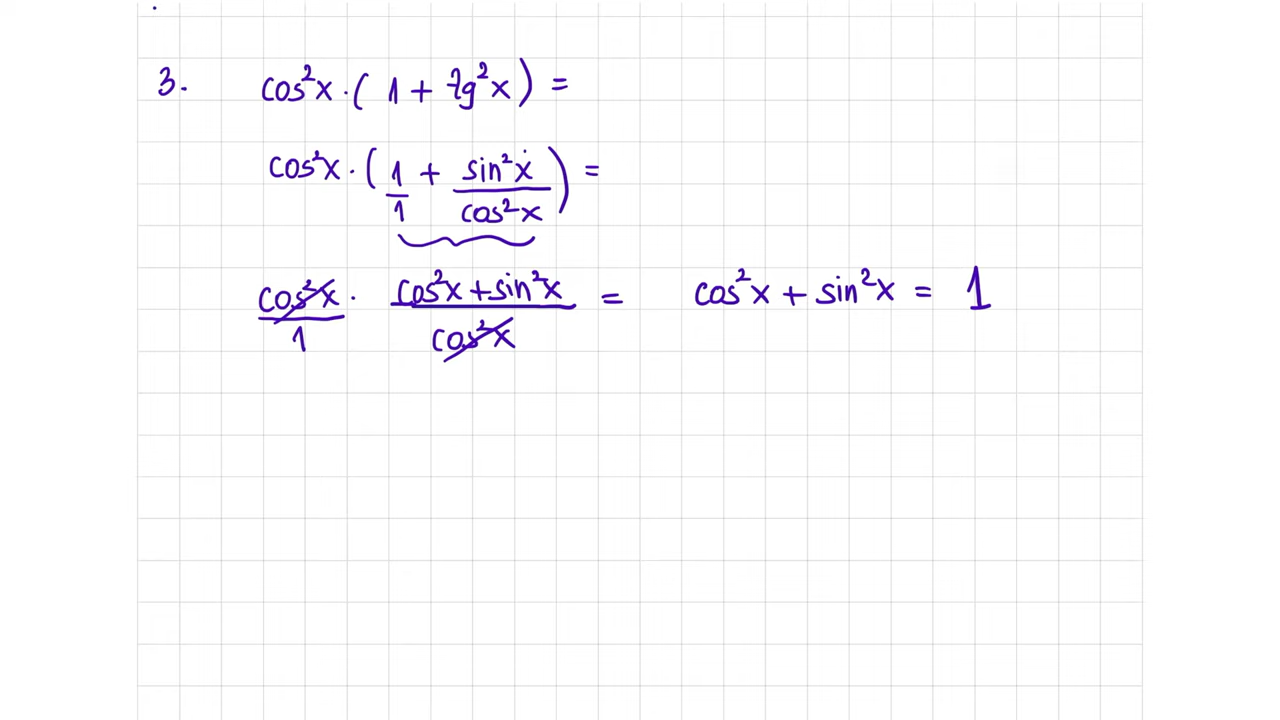 3. cos²x · ( 1 + tg²x ) =
cos²x · ( 1/1 + sin²x/cos²x ) =
cos²x/1 · (cos²x + sin²x)/cos²x = cos²x + sin²x = 1